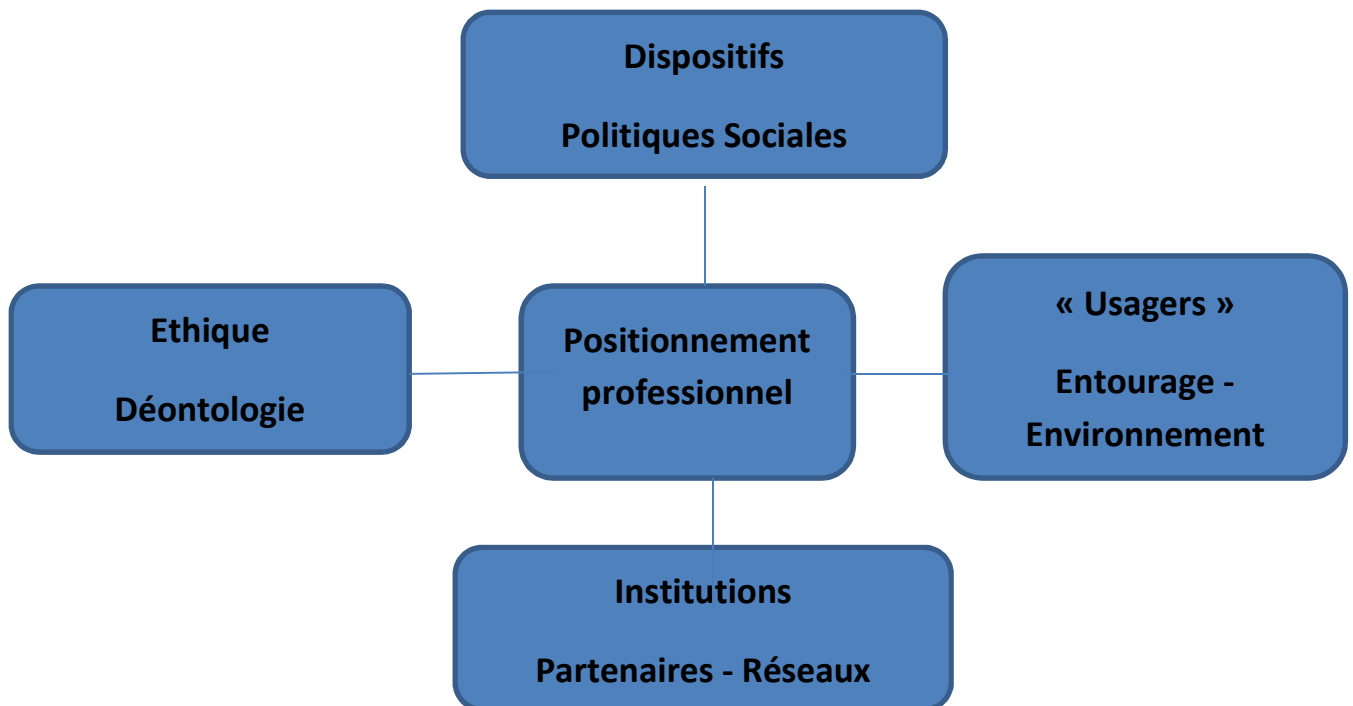 Dispositifs
Politiques Sociales
Ethique
Déontologie
Positionnement
professionnel
« Usagers »
Entourage -
Environnement
Institutions
Partenaires - Réseaux